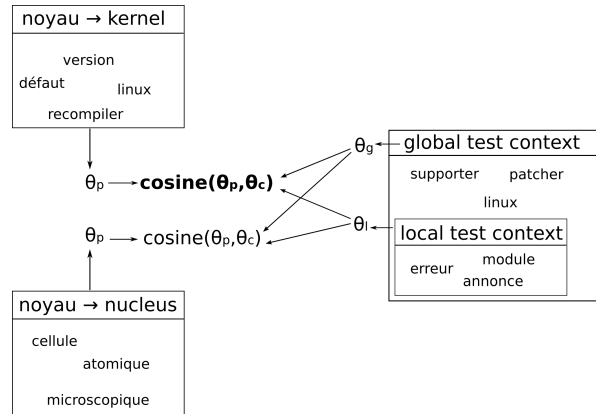 noyau → kernel
version
défaut
linux
recompiler
θp
cosine(θp,θc)
θp
cosine(θp,θc)
noyau → nucleus
cellule
atomique
microscopique
θg
θl
global test context
supporter
patcher
linux
local test context
erreur
module
annonce